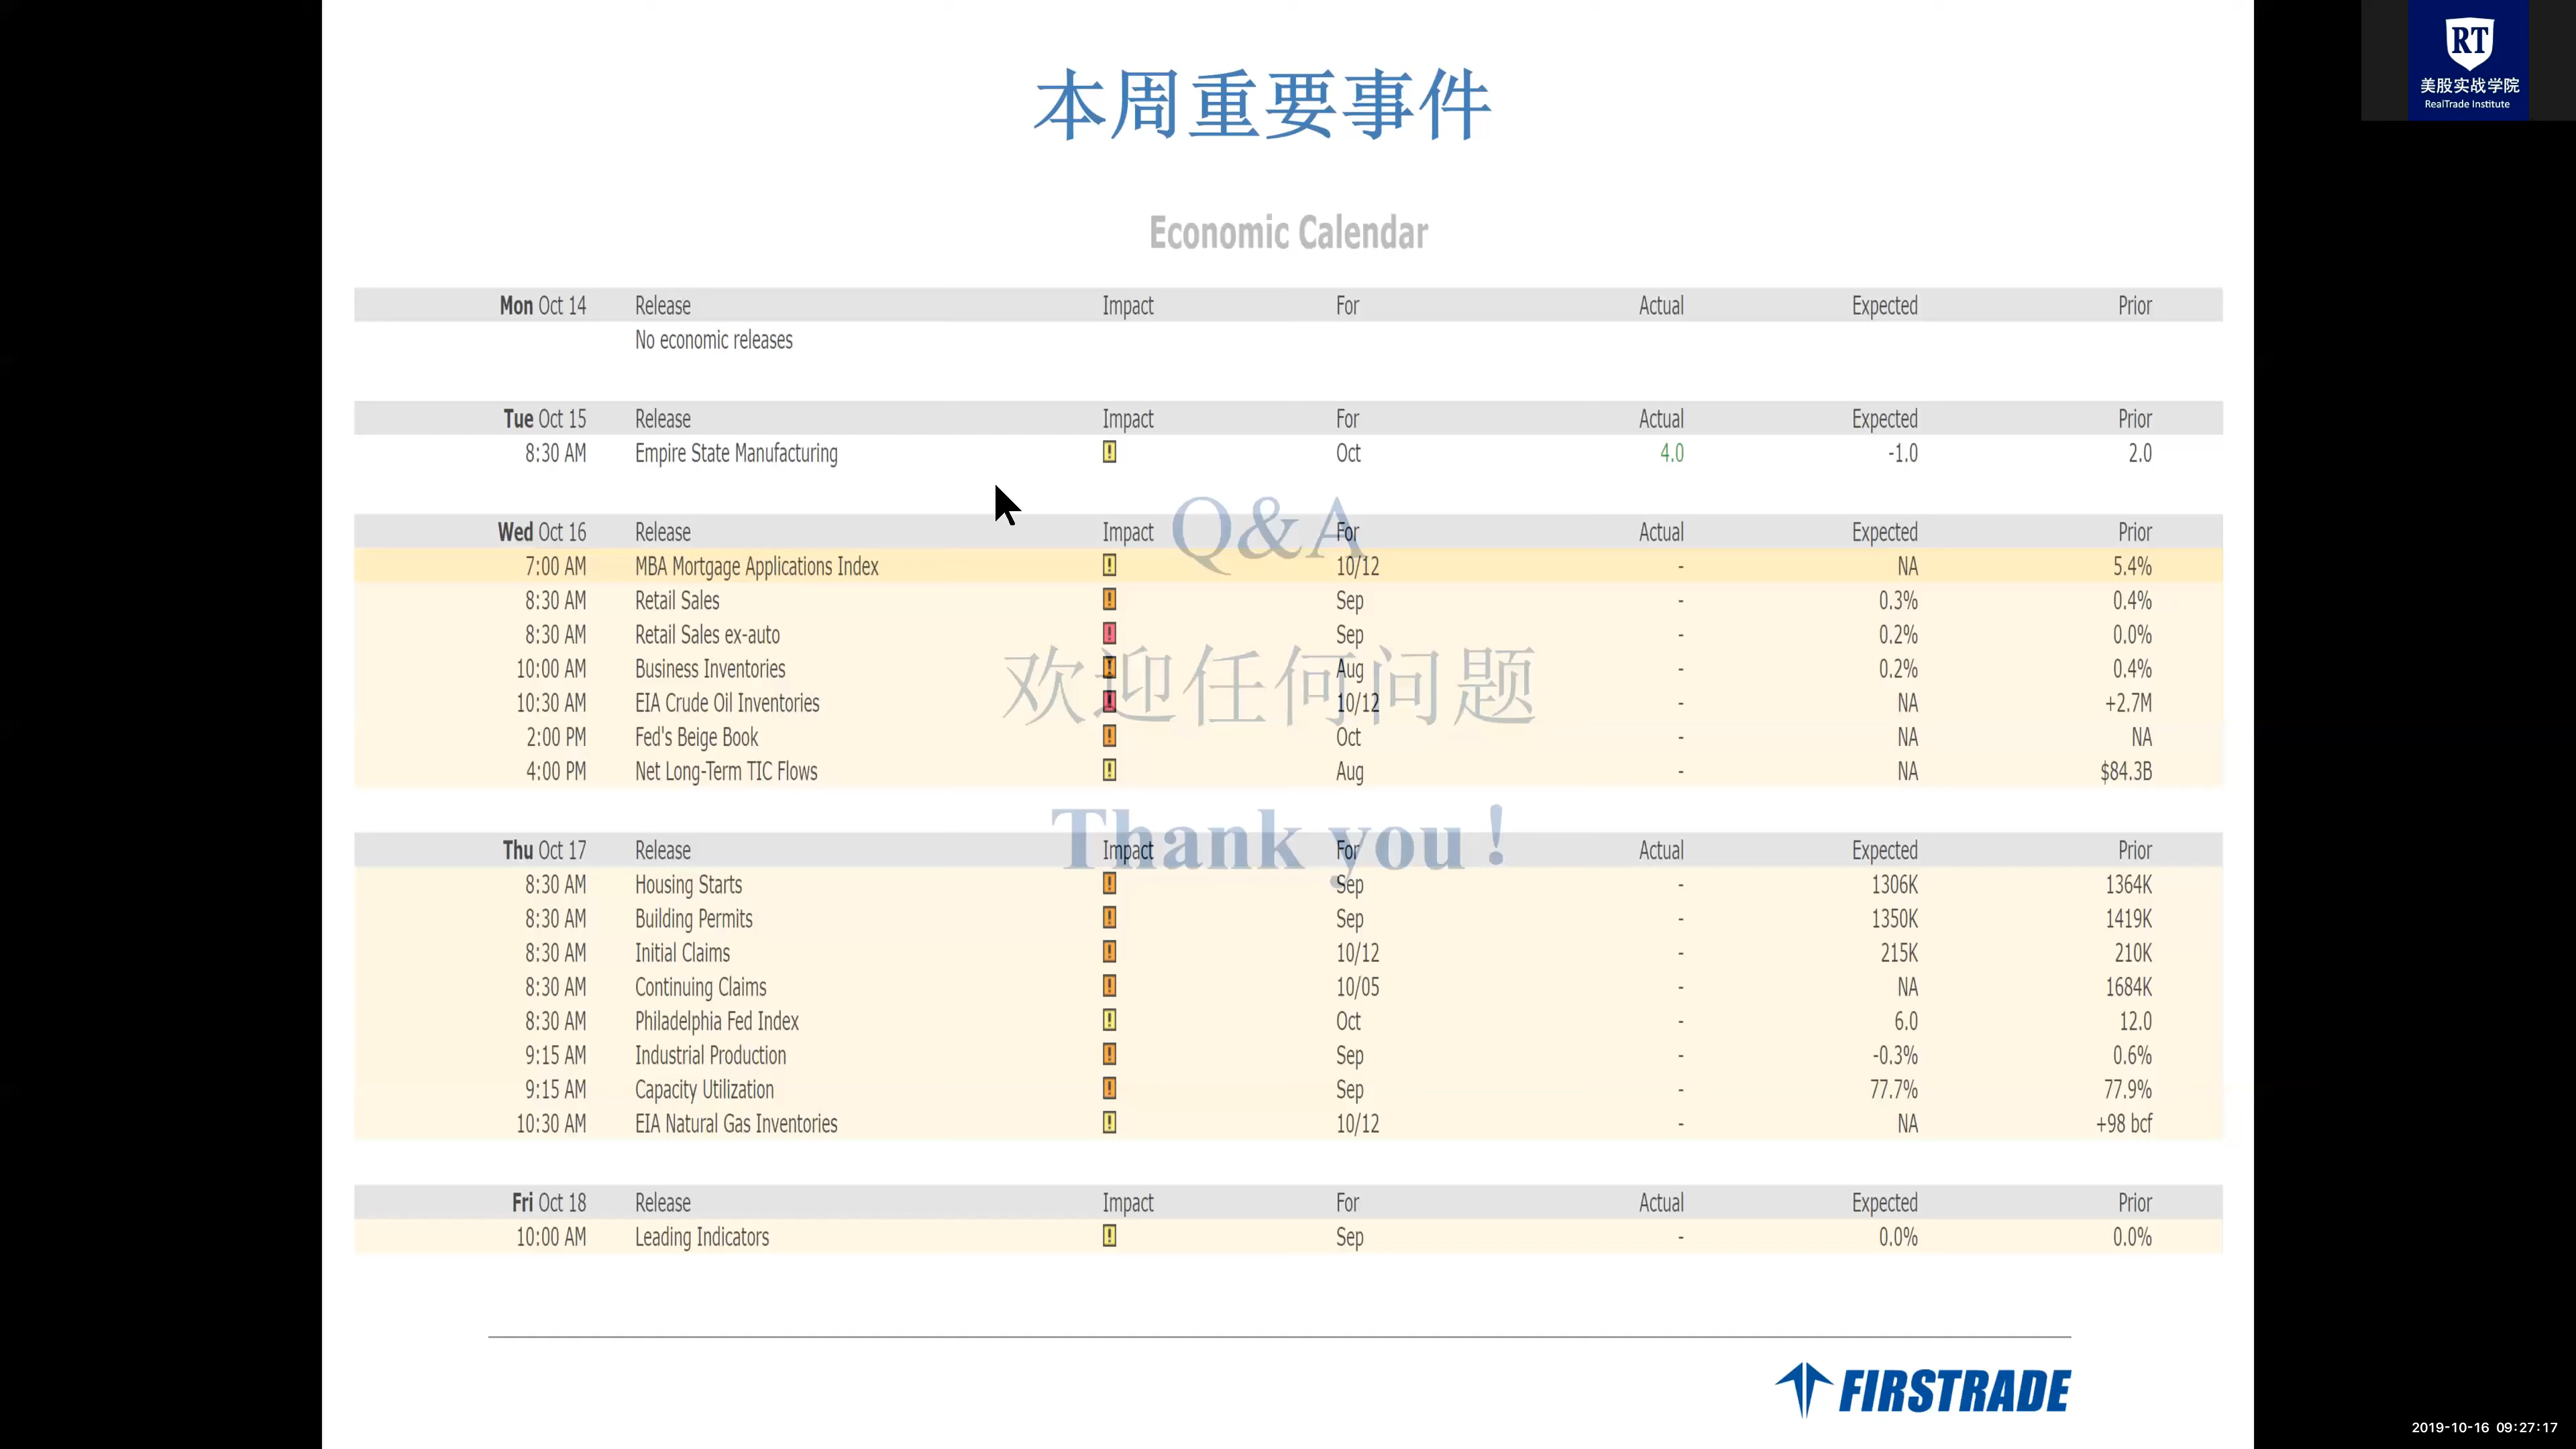 RT
美股实战学院
RealTrade Institute
本周重要事件
Economic Calendar
Mon Oct 14 Release Impact For Actual Expected Prior
No economic releases
Tue Oct 15 Release Impact For Actual Expected Prior
8:30 AM Empire State Manufacturing Oct 4.0 -1.0 2.0
Q&A
Wed Oct 16 Release Impact For Actual Expected Prior
7:00 AM MBA Mortgage Applications Index 10/12 - NA 5.4%
8:30 AM Retail Sales Sep - 0.3% 0.4%
8:30 AM Retail Sales ex-auto Sep - 0.2% 0.0%
欢迎任何问题
10:00 AM Business Inventories Aug - 0.2% 0.4%
10:30 AM EIA Crude Oil Inventories 10/12 - NA +2.7M
2:00 PM Fed's Beige Book Oct - NA NA
4:00 PM Net Long-Term TIC Flows Aug - NA $84.3B
Thank you!
Thu Oct 17 Release Impact For Actual Expected Prior
8:30 AM Housing Starts Sep - 1306K 1364K
8:30 AM Building Permits Sep - 1350K 1419K
8:30 AM Initial Claims 10/12 - 215K 210K
8:30 AM Continuing Claims 10/05 - NA 1684K
8:30 AM Philadelphia Fed Index Oct - 6.0 12.0
9:15 AM Industrial Production Sep - -0.3% 0.6%
9:15 AM Capacity Utilization Sep - 77.7% 77.9%
10:30 AM EIA Natural Gas Inventories 10/12 - NA +98 bcf
Fri Oct 18 Release Impact For Actual Expected Prior
10:00 AM Leading Indicators Sep - 0.0% 0.0%
FIRSTRADE
2019-10-16 09:27:17